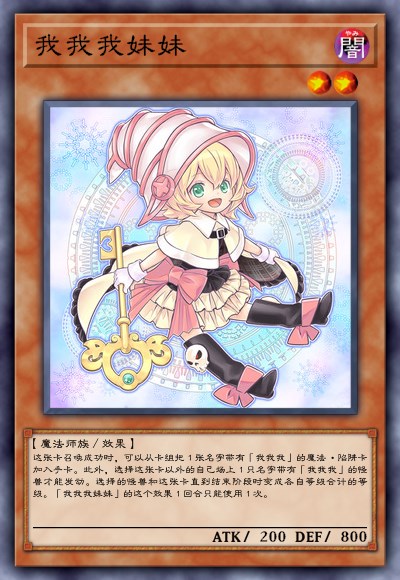 我我我妹妹
やみ
闇
【魔法师族／效果】
这张卡召唤成功时，可以从卡组把1张名字带有「我我我」的魔法·陷阱卡
加入手卡。此外，选择这张卡以外的自己场上1只名字带有「我我我」的怪
兽才能发动。选择的怪兽和这张卡直到结束阶段时变成各自等级合计的等
级。「我我我妹妹」的这个效果1回合只能使用1次。
ATK/ 200 DEF/ 800